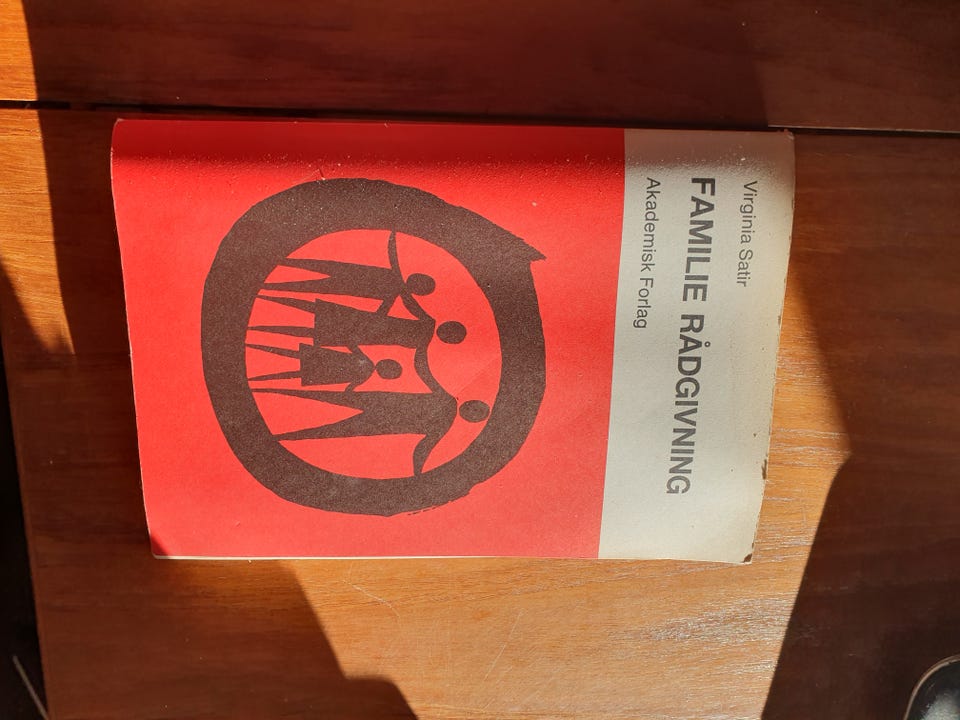 Virginia Satir
FAMILIE RÅDGIVNING
Akademisk Forlag